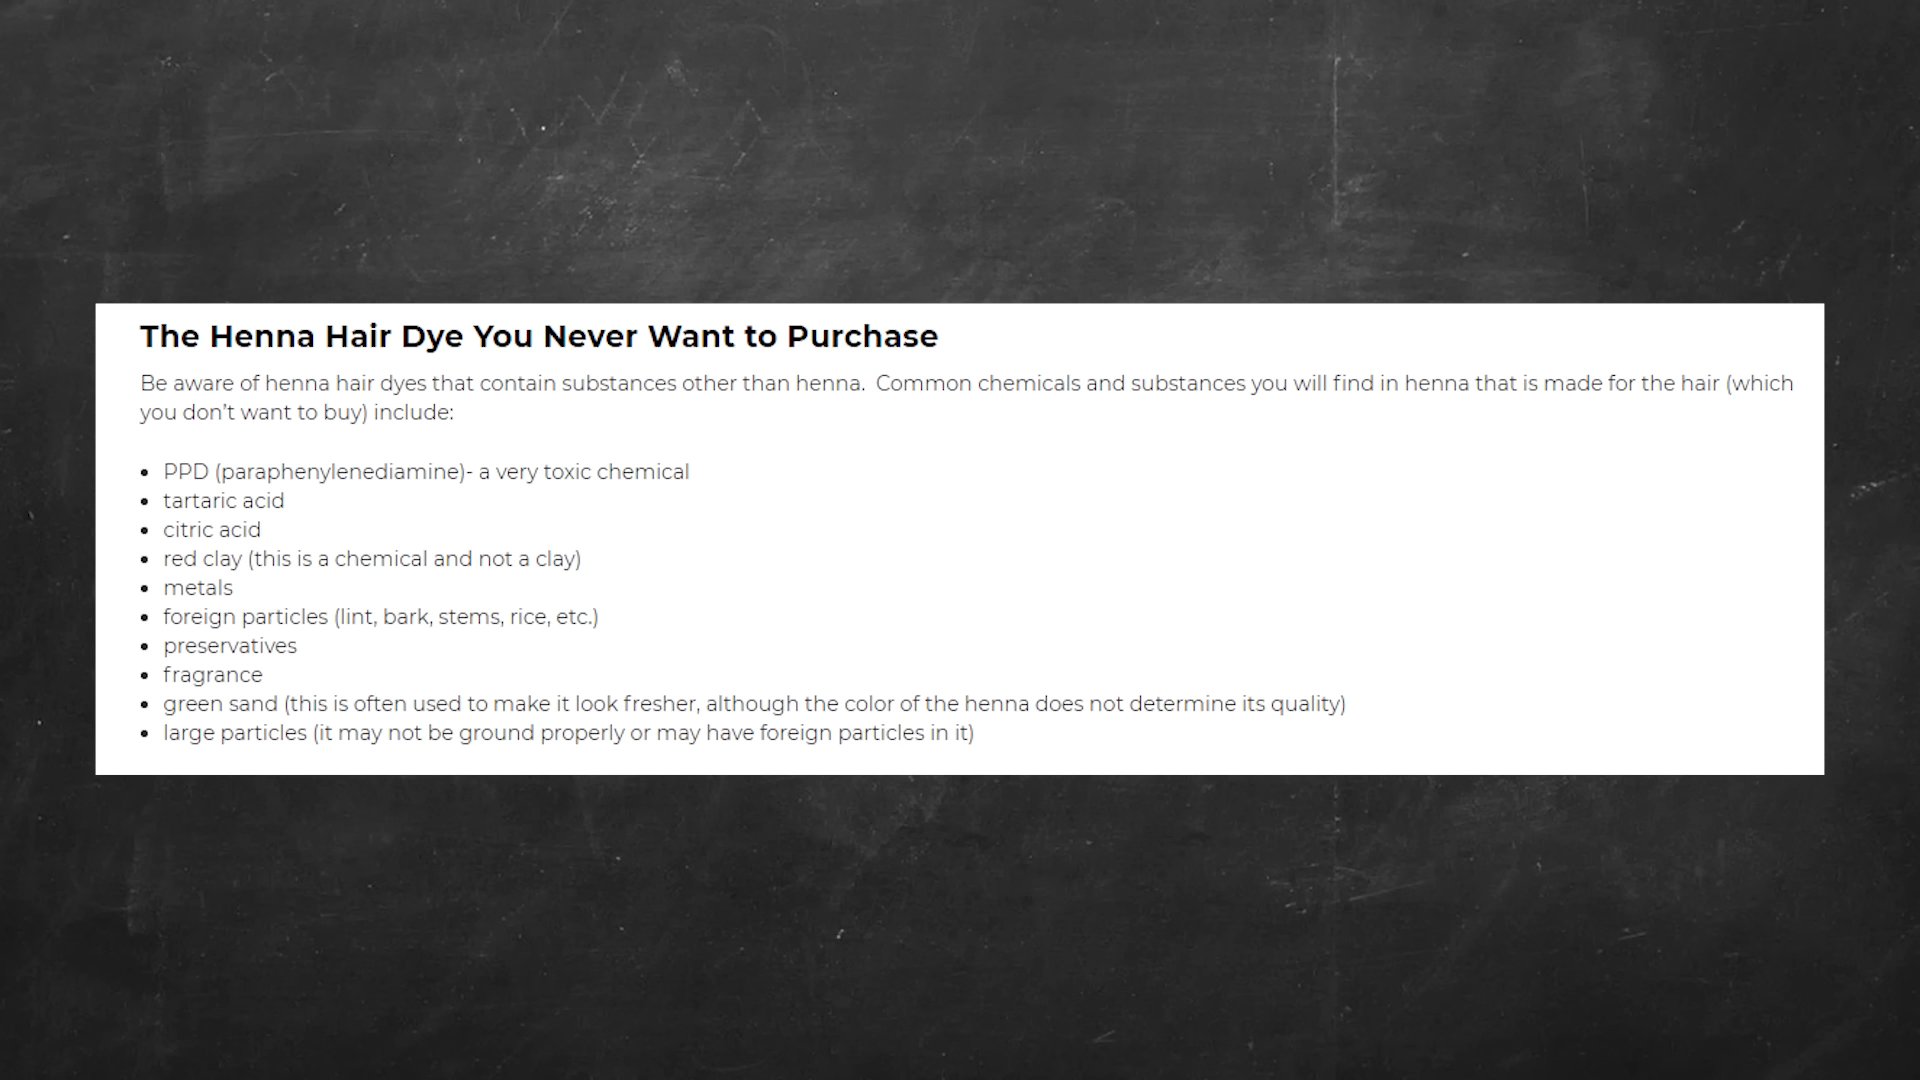 The Henna Hair Dye You Never Want to Purchase
Be aware of henna hair dyes that contain substances other than henna.  Common chemicals and substances you will find in henna that is made for the hair (which
you don't want to buy) include:
• PPD (paraphenylenediamine)- a very toxic chemical
• tartaric acid
• citric acid
• red clay (this is a chemical and not a clay)
• metals
• foreign particles (lint, bark, stems, rice, etc.)
• preservatives
• fragrance
• green sand (this is often used to make it look fresher, although the color of the henna does not determine its quality)
• large particles (it may not be ground properly or may have foreign particles in it)